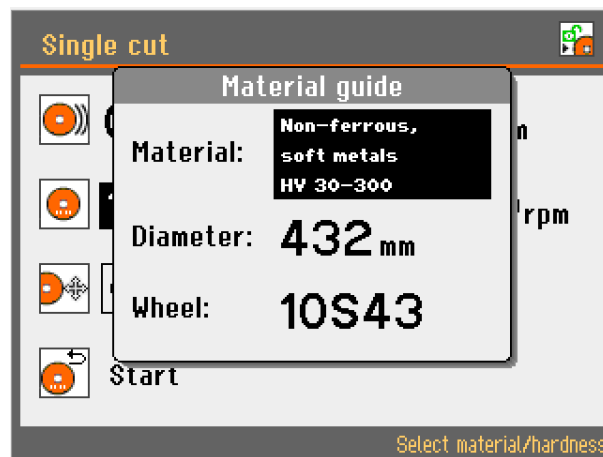 Single cut
Material guide
Material:
Non-ferrous,
soft metals
HV 30-300
Diameter:
432 mm
Wheel:
10S43
rpm
Start
Select material/hardness